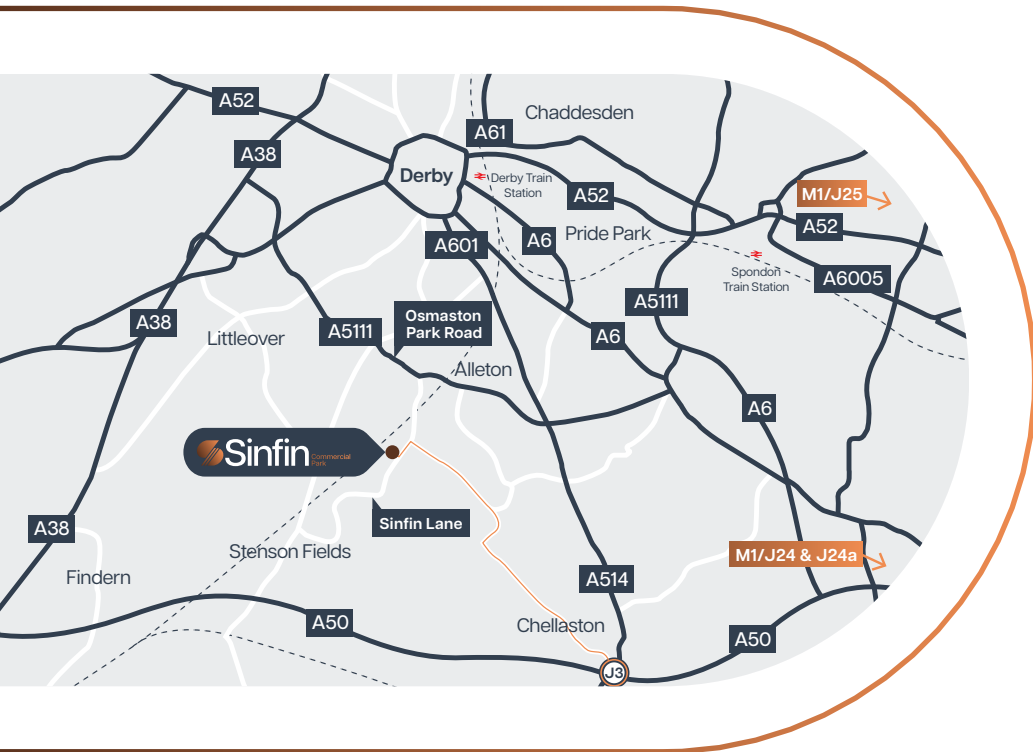 A52
Chaddesden
A61
A38
Derby
Derby Train
Station
A52
M1/J25
A52
Pride Park
A6
A601
Spondon
Train Station
A6005
A5111
Osmaston
Park Road
A38
A5111
Littleover
A6
Alleton
A6
Sinfin
Commercial
Park
Sinfin Lane
A38
Stenson Fields
M1/J24 & J24a
Findern
A514
A50
Chellaston
A50
J3